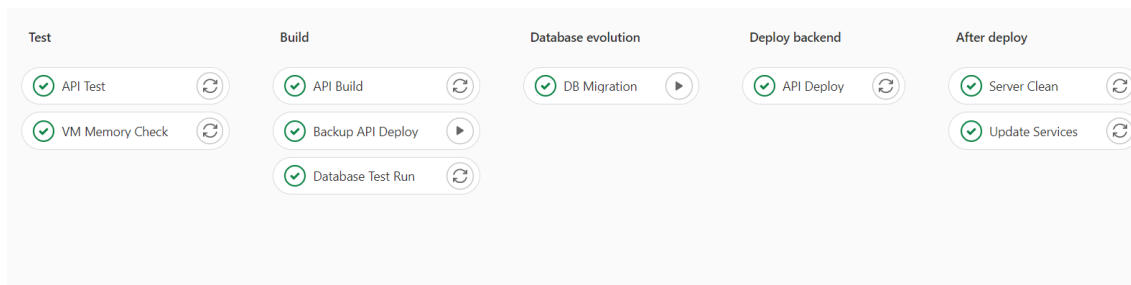 Test
API Test
VM Memory Check
Build
API Build
Backup API Deploy
Database Test Run
Database evolution
DB Migration
Deploy backend
API Deploy
After deploy
Server Clean
Update Services